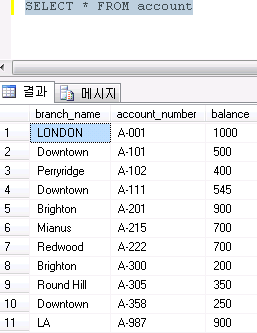 SELECT * FROM account
결과 메시지
branch_name account_number balance
1 LONDON A-001 1000
2 Downtown A-101 500
3 Perryridge A-102 400
4 Downtown A-111 545
5 Brighton A-201 900
6 Mianus A-215 700
7 Redwood A-222 700
8 Brighton A-300 200
9 Round Hill A-305 350
10 Downtown A-358 250
11 LA A-987 900